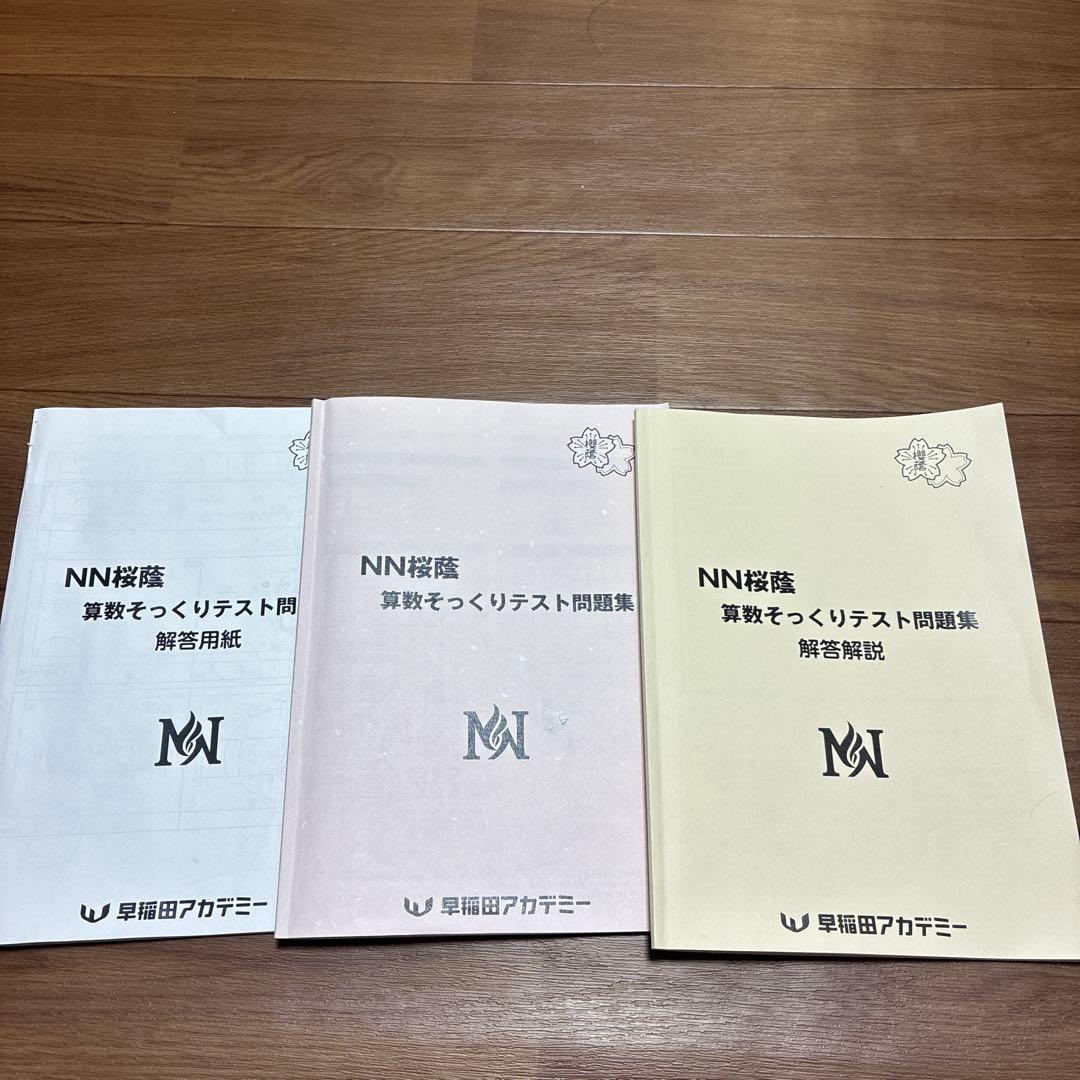 NN桜蔭
算数そっくりテスト問
解答用紙
早稲田アカデミー
櫻蔭
NN桜蔭
算数そっくりテスト問題集
早稲田アカデミー
櫻蔭
NN桜蔭
算数そっくりテスト問題集
解答解説
早稲田アカデミー